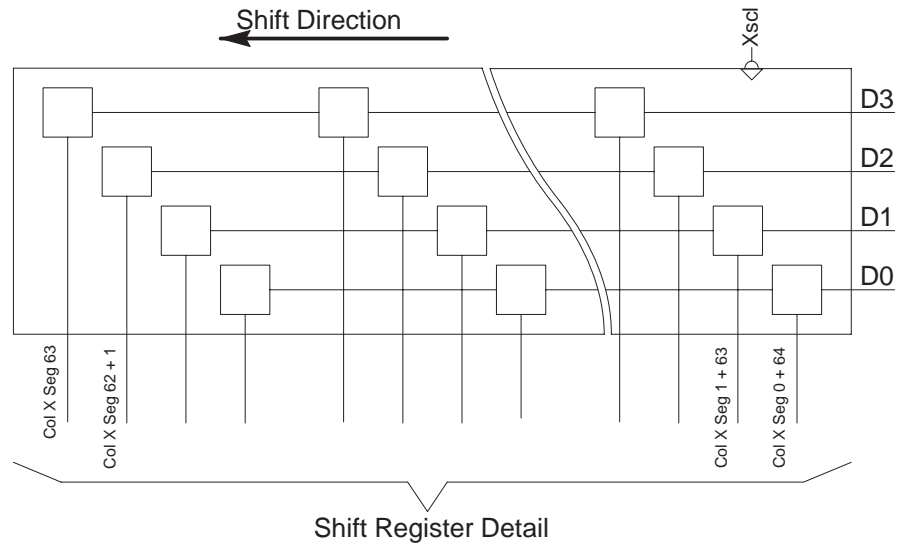 Shift Direction
Xscl
D3
D2
D1
D0
Col X Seg 63
Col X Seg 62 + 1
Col X Seg 1 + 63
Col X Seg 0 + 64
Shift Register Detail